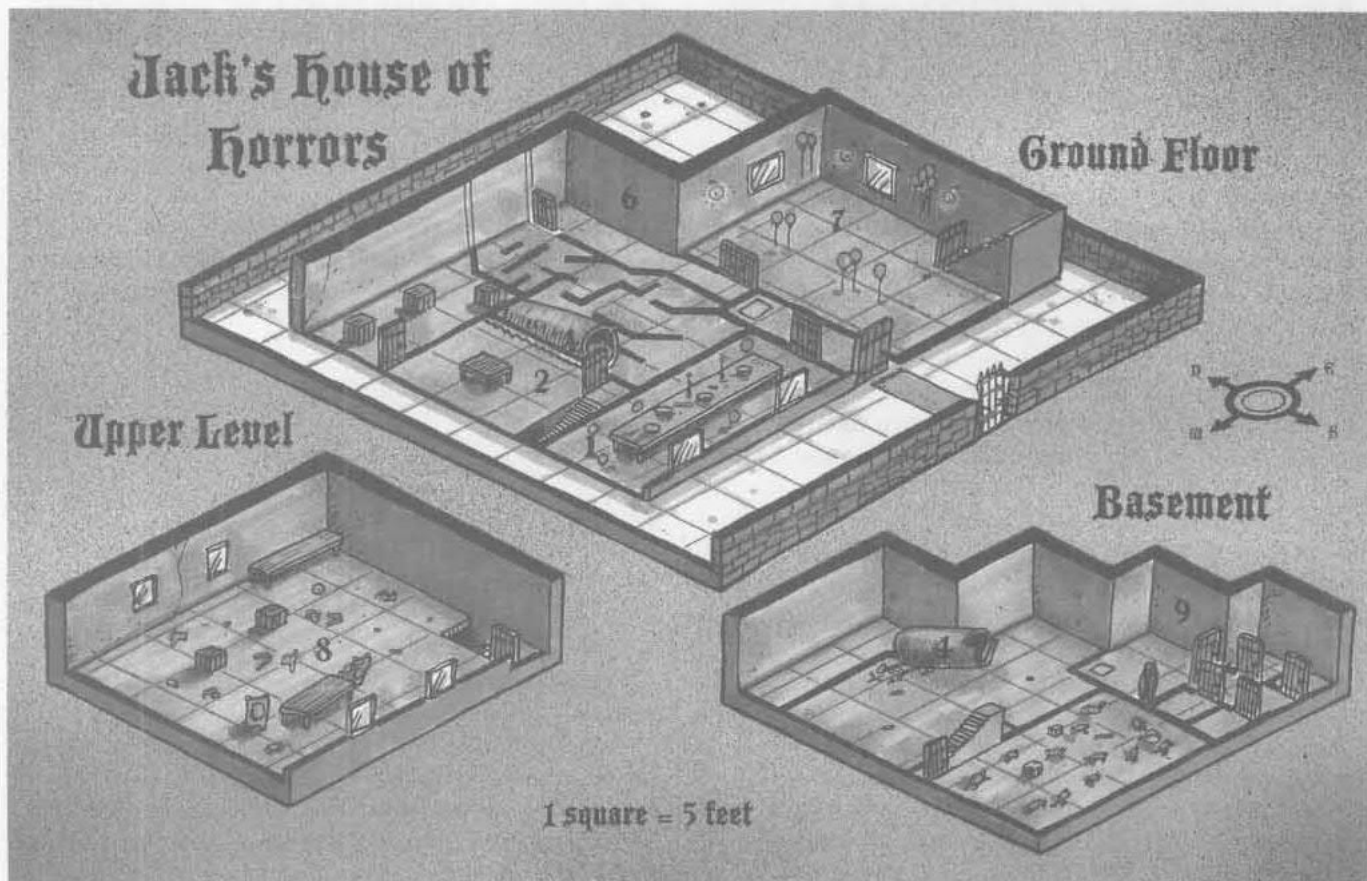 Jack's House of
Horrors
Ground Floor
6
7
2
N
E
W
S
Upper Level
Basement
8
4
9
1 square = 5 feet